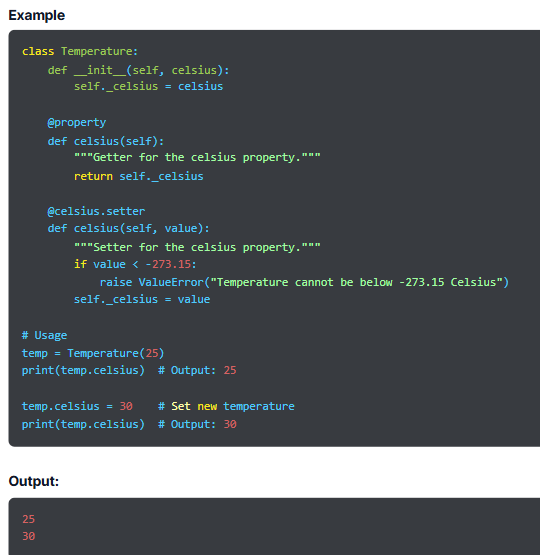 Example
class Temperature:
    def __init__(self, celsius):
        self._celsius = celsius
    @property
    def celsius(self):
        """Getter for the celsius property."""
        return self._celsius
    @celsius.setter
    def celsius(self, value):
        """Setter for the celsius property."""
        if value < -273.15:
            raise ValueError("Temperature cannot be below -273.15 Celsius")
        self._celsius = value
# Usage
temp = Temperature(25)
print(temp.celsius)  # Output: 25
temp.celsius = 30    # Set new temperature
print(temp.celsius)  # Output: 30
Output:
25
30